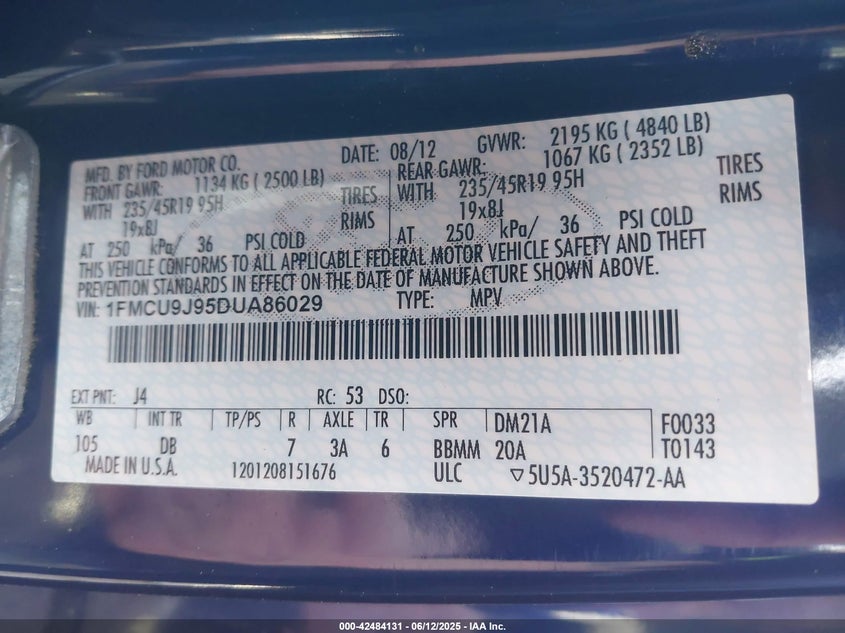 MFD. BY FORD MOTOR CO. DATE: 08/12 GVWR: 2195 KG ( 4840 LB)
FRONT GAWR: 1134 KG ( 2500 LB) REAR GAWR: 1067 KG ( 2352 LB)
WITH 235/45R19 95H TIRES WITH 235/45R19 95H TIRES
19x8J RIMS 19x8J RIMS
AT 250 kPa/ 36 PSI COLD AT 250 kPa/ 36 PSI COLD
THIS VEHICLE CONFORMS TO ALL APPLICABLE FEDERAL MOTOR VEHICLE SAFETY AND THEFT
PREVENTION STANDARDS IN EFFECT ON THE DATE OF MANUFACTURE SHOWN ABOVE.
VIN: 1FMCU9J95DUA86029 TYPE: MPV
EXT PNT: J4 RC: 53 DSO:
WB INT TR TP/PS R AXLE TR SPR DM21A F0033
105 DB 7 3A 6 BBMM 20A T0143
MADE IN U.S.A. 1201208151676 ULC ▽5U5A-3520472-AA
000-42484131 - 06/12/2025 - IAA Inc.